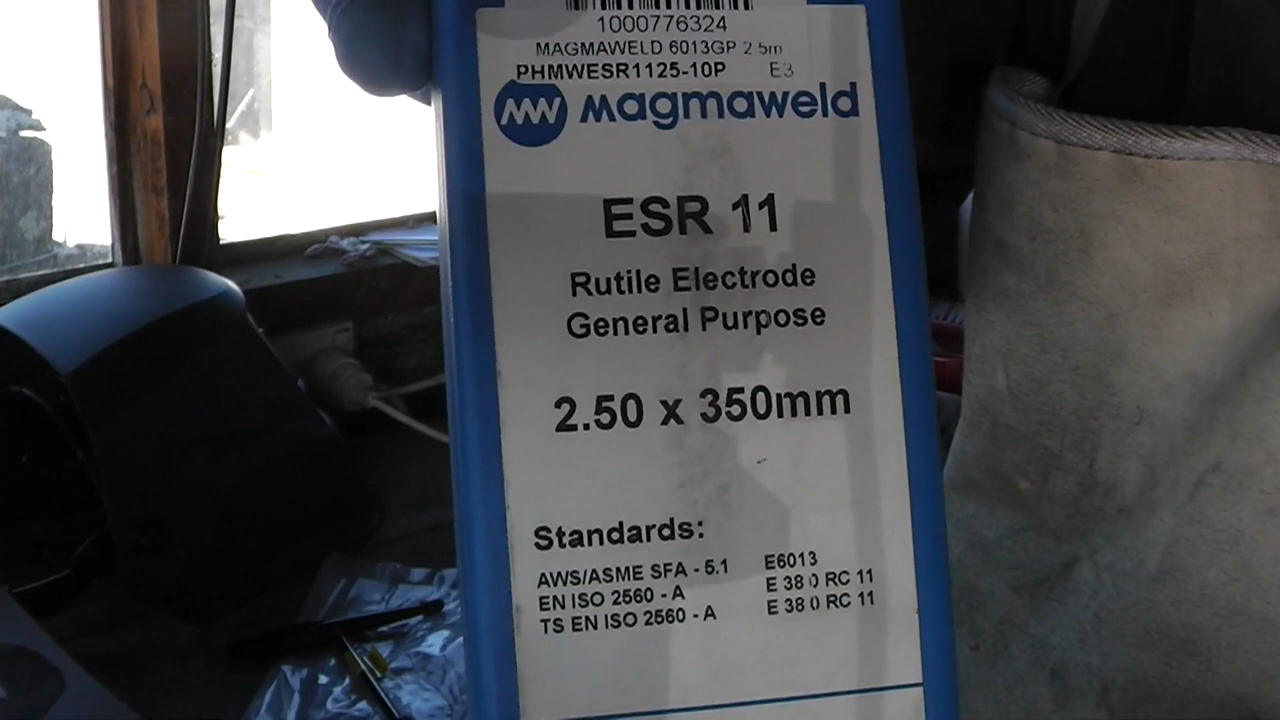 1000776324
MAGMAWELD 6013GP 2 5m
PHMWESR1125-10P E3
MW magmaweld
ESR 11
Rutile Electrode
General Purpose
2.50 x 350mm
Standards:
AWS/ASME SFA - 5.1 E6013
EN ISO 2560 - A E 38 0 RC 11
TS EN ISO 2560 - A E 38 0 RC 11